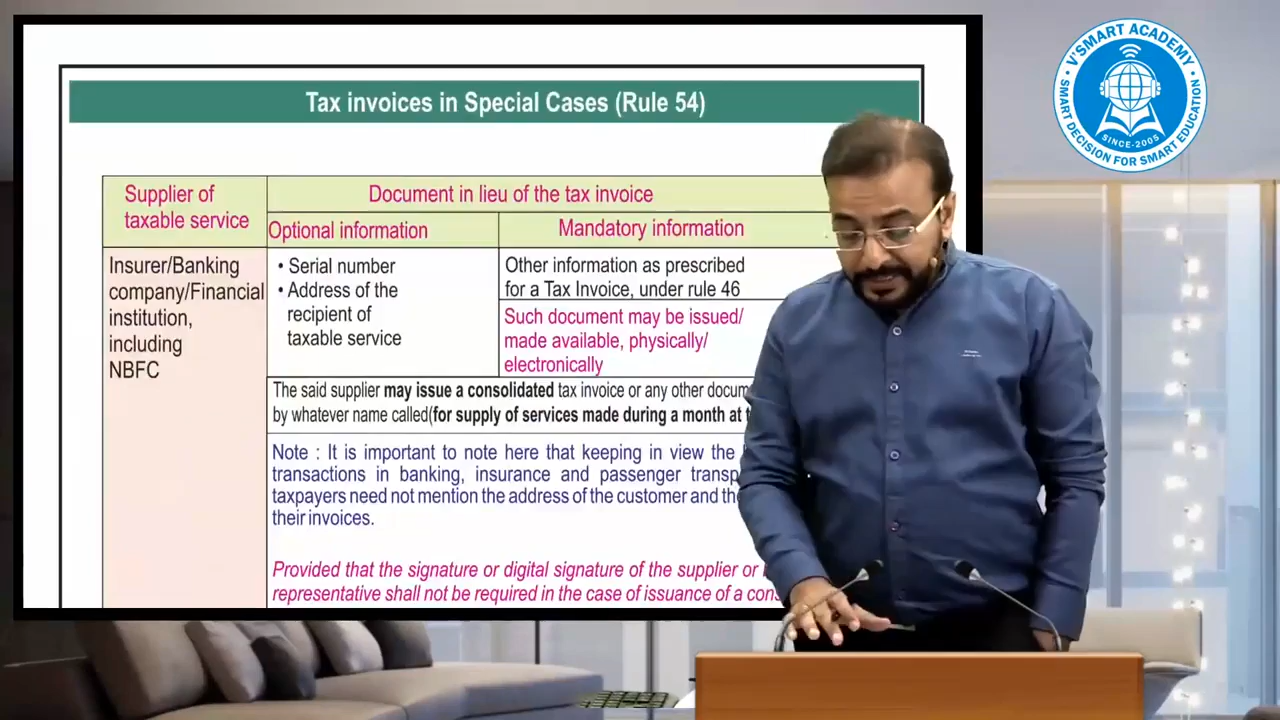 Tax invoices in Special Cases (Rule 54)
Supplier of
taxable service
Document in lieu of the tax invoice
Optional information
Mandatory information
Insurer/Banking
company/Financial
institution,
including
NBFC
• Serial number
• Address of the
recipient of
taxable service
Other information as prescribed
for a Tax Invoice, under rule 46
Such document may be issued/
made available, physically/
electronically
The said supplier may issue a consolidated tax invoice or any other docum
by whatever name called(for supply of services made during a month at t
Note : It is important to note here that keeping in view the
transactions in banking, insurance and passenger transp
taxpayers need not mention the address of the customer and the
their invoices.
Provided that the signature or digital signature of the supplier or
representative shall not be required in the case of issuance of a cons
V'SMART ACADEMY
SINCE-2005
SMART DECISION FOR SMART EDUCATION